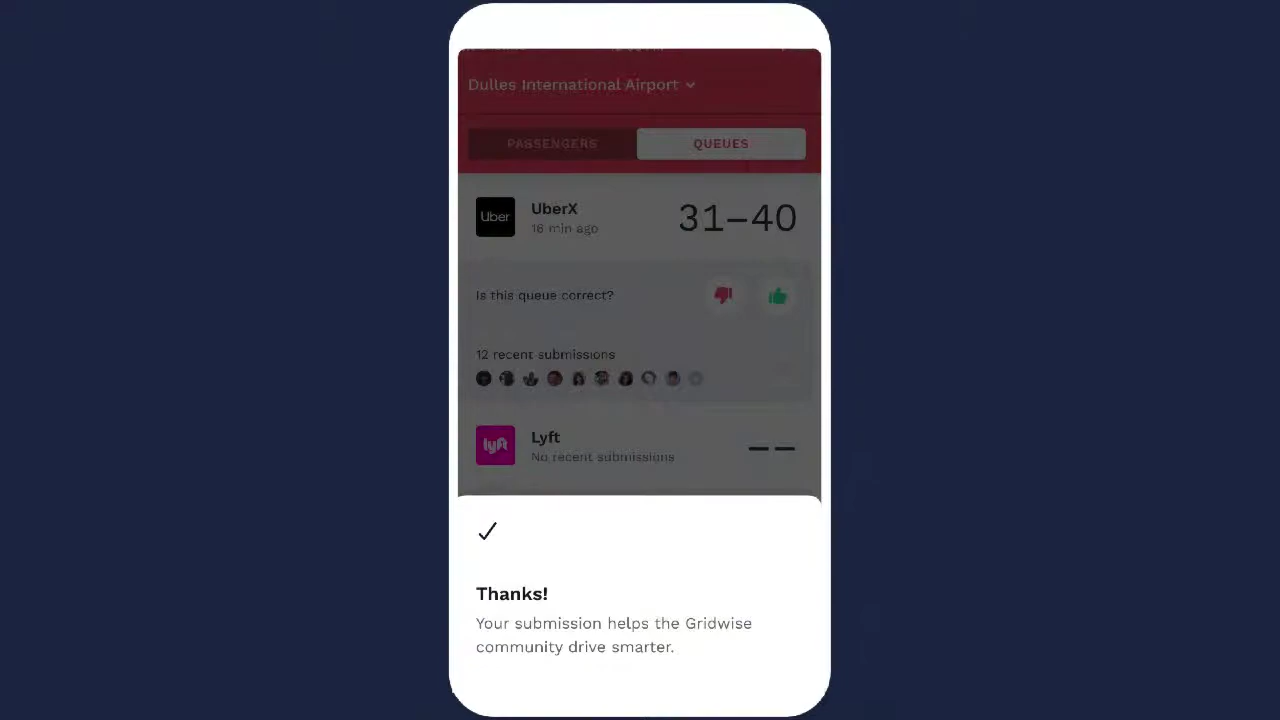 Dulles International Airport
PASSENGERS
QUEUES
Uber
UberX
16 min ago
31–40
Is this queue correct?
12 recent submissions
lyft
Lyft
No recent submissions
– –
Thanks!
Your submission helps the Gridwise
community drive smarter.